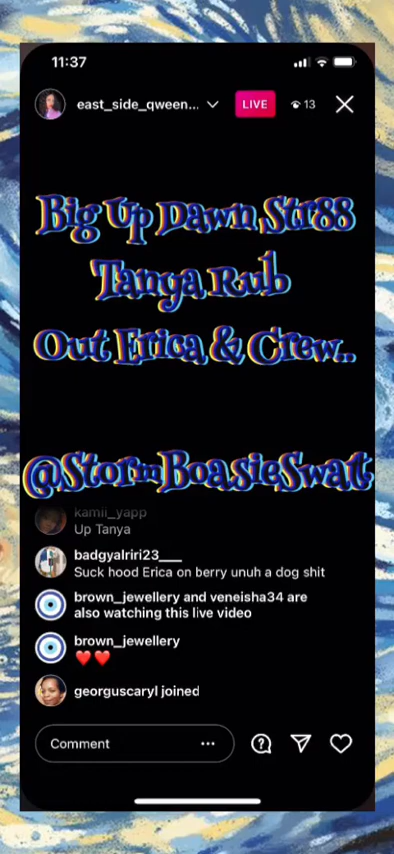 11:37
east_side_qween... LIVE 13
Big Up Dawn Str88
Tanya Rub
Out Erica & Crew..
@StormBoasieSwatt
kamii_yapp
Up Tanya
badgyalriri23___
Suck hood Erica on berry unuh a dog shit
brown_jewellery and veneisha34 are
also watching this live video
brown_jewellery
❤️❤️
georguscaryl joined
Comment